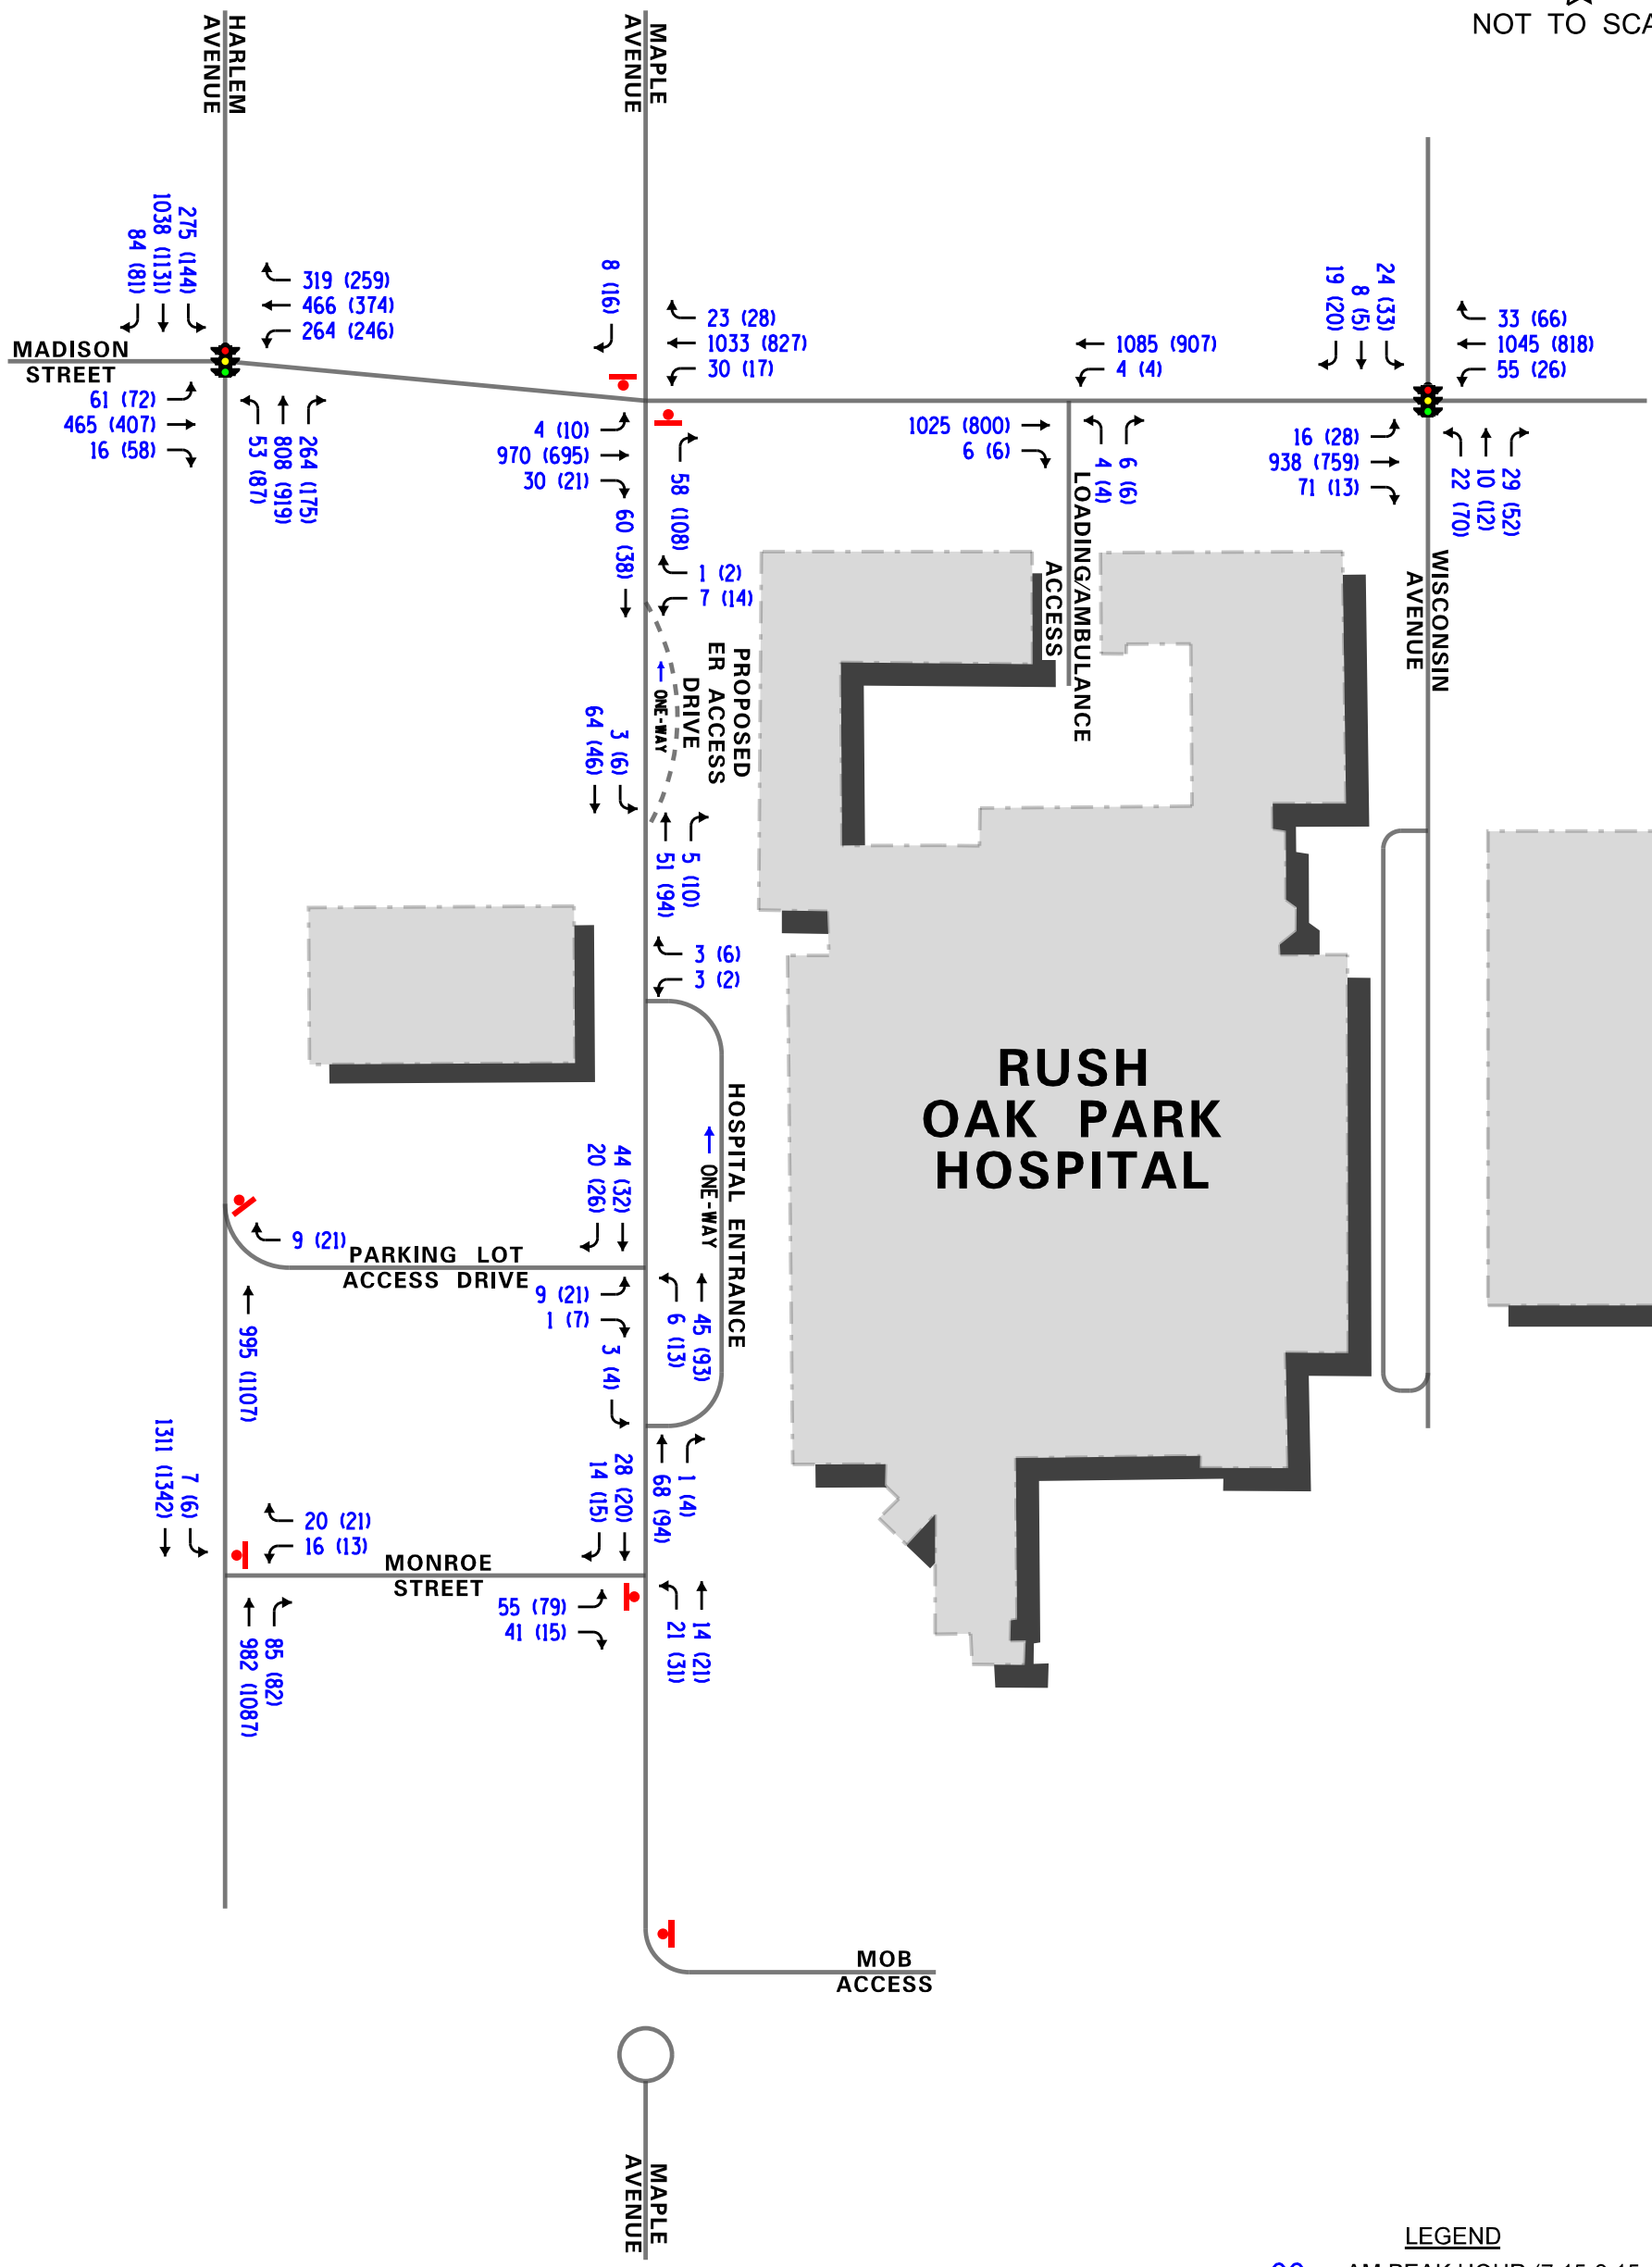 NOT TO SCA
HARLEM
AVENUE
MAPLE
AVENUE
275 (144)
1038 (1131)
84 (81)
319 (259)
466 (374)
264 (246)
8 (16)
23 (28)
1033 (827)
30 (17)
1085 (907)
4 (4)
24 (33)
8 (5)
19 (20)
33 (66)
1045 (818)
55 (26)
MADISON
STREET
61 (72)
465 (407)
16 (58)
264 (175)
808 (919)
53 (87)
4 (10)
970 (695)
30 (21)
58 (108)
1025 (800)
6 (6)
6 (6)
4 (4)
16 (28)
938 (759)
71 (13)
29 (52)
10 (12)
22 (70)
60 (38)
1 (2)
7 (14)
LOADING/AMBULANCE
ACCESS
WISCONSIN
AVENUE
PROPOSED
ER ACCESS
DRIVE
ONE-WAY
3 (6)
64 (46)
5 (10)
51 (94)
3 (6)
3 (2)
RUSH
OAK PARK
HOSPITAL
HOSPITAL ENTRANCE
ONE-WAY
44 (32)
20 (26)
9 (21)
PARKING LOT
ACCESS DRIVE
9 (21)
1 (7)
45 (93)
6 (13)
995 (1107)
3 (4)
7 (6)
1311 (1342)
28 (20)
14 (15)
1 (4)
68 (94)
20 (21)
16 (13)
MONROE
STREET
55 (79)
41 (15)
14 (21)
21 (31)
85 (82)
982 (1087)
MOB
ACCESS
MAPLE
AVENUE
LEGEND